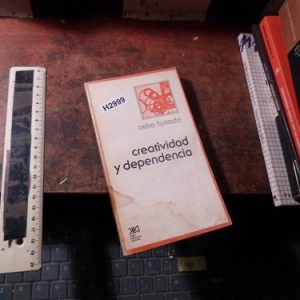 H2999
celso furtado
creatividad
y dependencia